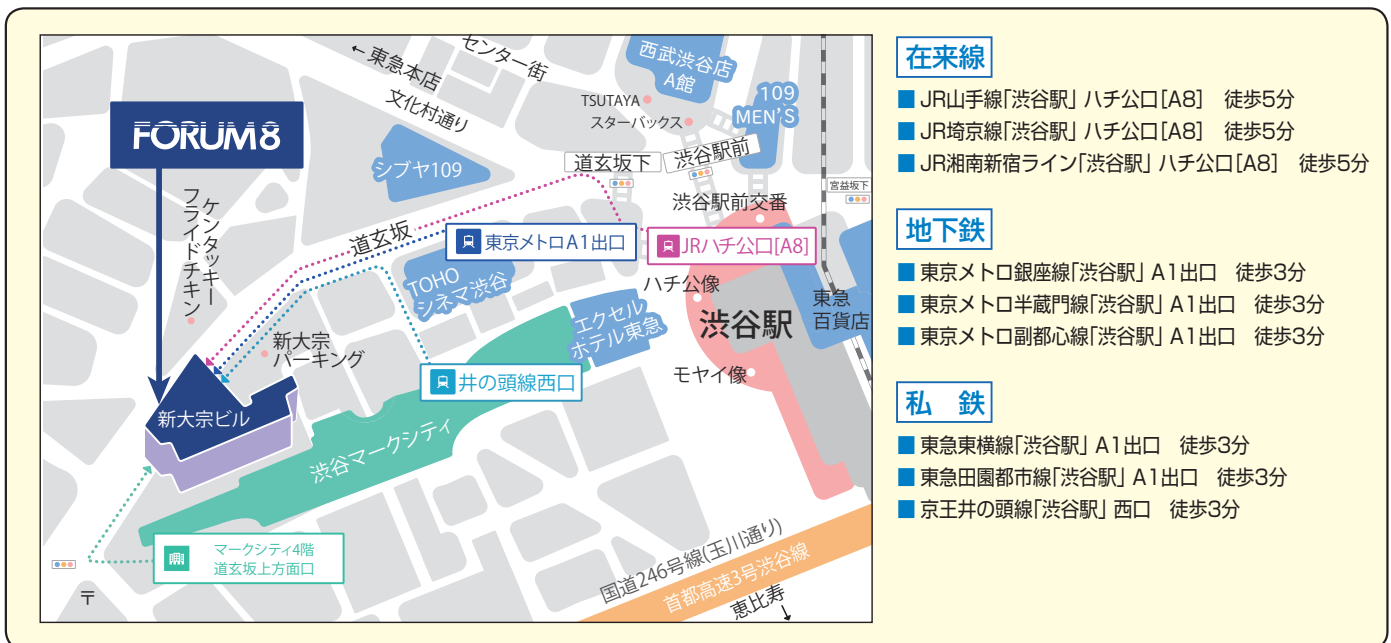 ← 東急本店
センター街
文化村通り
西武渋谷店
A館
TSUTAYA
スターバックス
109
MEN'S
FORUM8
シブヤ109
道玄坂下
渋谷駅前
宮益坂下
渋谷駅前交番
ケンタッキー
フライドチキン
道玄坂
東京メトロA1出口
JRハチ公口[A8]
TOHO
シネマ渋谷
ハチ公像
東急
百貨店
エクセル
ホテル東急
渋谷駅
新大宗
パーキング
モヤイ像
井の頭線西口
新大宗ビル
渋谷マークシティ
マークシティ4階
道玄坂上方面口
国道246号線(玉川通り)
首都高速3号渋谷線
恵比寿→
〒
在来線
■ JR山手線「渋谷駅」 ハチ公口[A8] 徒歩5分
■ JR埼京線「渋谷駅」 ハチ公口[A8] 徒歩5分
■ JR湘南新宿ライン「渋谷駅」 ハチ公口[A8] 徒歩5分
地下鉄
■ 東京メトロ銀座線「渋谷駅」 A1出口 徒歩3分
■ 東京メトロ半蔵門線「渋谷駅」 A1出口 徒歩3分
■ 東京メトロ副都心線「渋谷駅」 A1出口 徒歩3分
私 鉄
■ 東急東横線「渋谷駅」 A1出口 徒歩3分
■ 東急田園都市線「渋谷駅」 A1出口 徒歩3分
■ 京王井の頭線「渋谷駅」 西口 徒歩3分